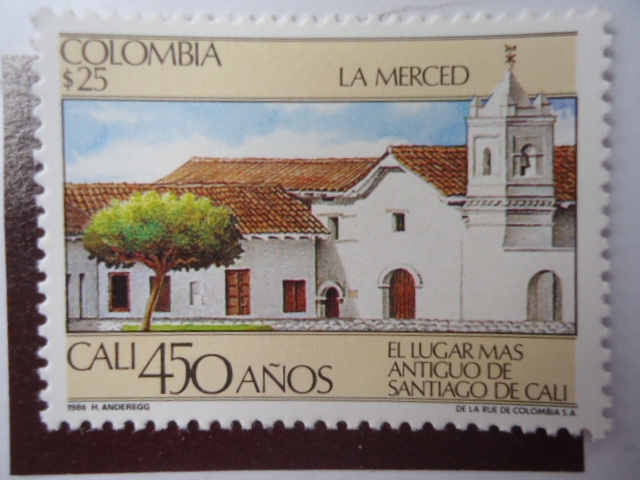 COLOMBIA
$25
LA MERCED
CALI 450 AÑOS
EL LUGAR MAS
ANTIGUO DE
SANTIAGO DE CALI
1986 H. ANDEREGG
DE LA RUE DE COLOMBIA S.A.